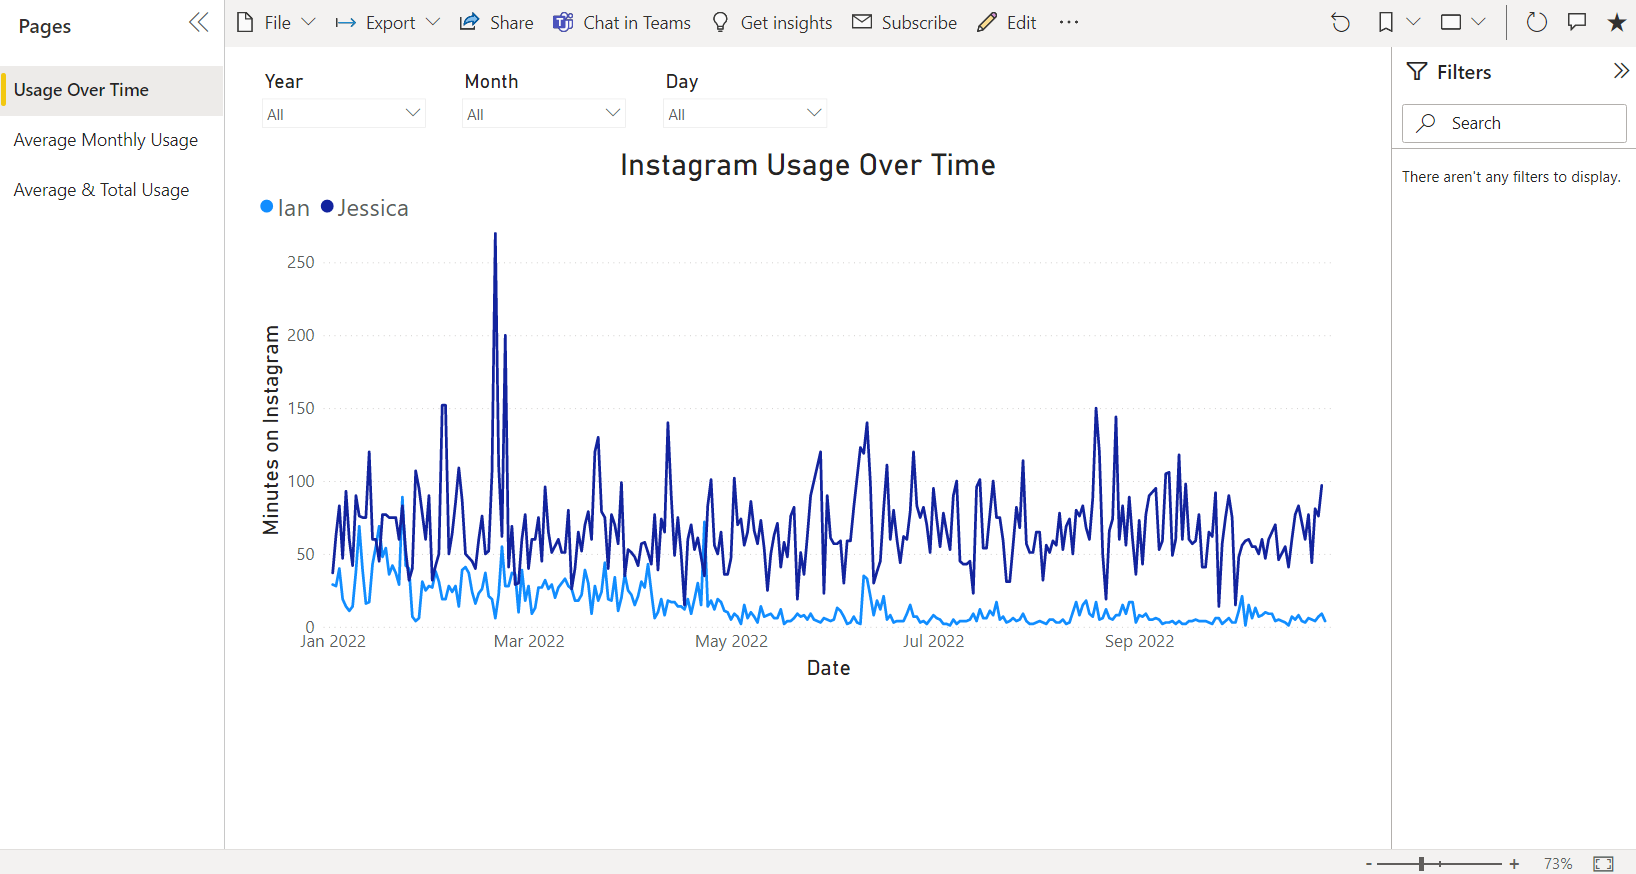 Pages
File
Export
Share
Chat in Teams
Get insights
Subscribe
Edit
Usage Over Time
Average Monthly Usage
Average & Total Usage
Year
Month
Day
All
All
All
Instagram Usage Over Time
Ian
Jessica
Minutes on Instagram
250
200
150
100
50
0
Jan 2022
Mar 2022
May 2022
Jul 2022
Sep 2022
Date
Filters
Search
There aren't any filters to display.
- + 73%